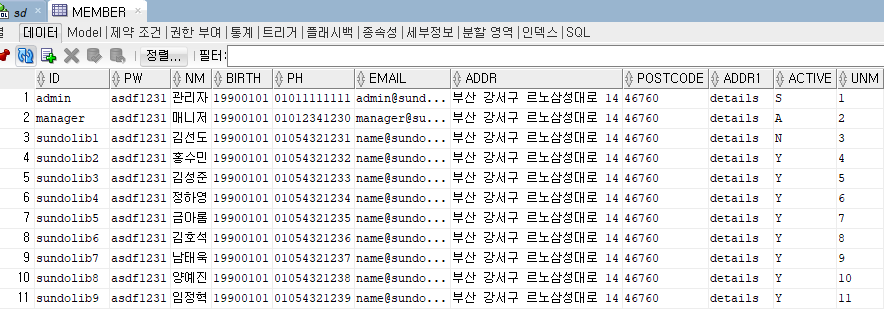 sd MEMBER
데이터 Model 제약 조건 권한 부여 통계 트리거 플래시백 종속성 세부정보 분할 영역 인덱스 SQL
정렬... 필터:
ID PW NM BIRTH PH EMAIL ADDR POSTCODE ADDR1 ACTIVE UNM
1 admin asdf1231 관리자 19900101 01011111111 admin@sund... 부산 강서구 르노삼성대로 14 46760 details S 1
2 manager asdf1231 매니저 19900101 01012341230 manager@su... 부산 강서구 르노삼성대로 14 46760 details A 2
3 sundolib1 asdf1231 김선도 19900101 01054321231 name@sundo... 부산 강서구 르노삼성대로 14 46760 details N 3
4 sundolib2 asdf1231 홍수민 19900101 01054321232 name@sundo... 부산 강서구 르노삼성대로 14 46760 details Y 4
5 sundolib3 asdf1231 김성준 19900101 01054321233 name@sundo... 부산 강서구 르노삼성대로 14 46760 details Y 5
6 sundolib4 asdf1231 정하영 19900101 01054321234 name@sundo... 부산 강서구 르노삼성대로 14 46760 details Y 6
7 sundolib5 asdf1231 금아름 19900101 01054321235 name@sundo... 부산 강서구 르노삼성대로 14 46760 details Y 7
8 sundolib6 asdf1231 김호석 19900101 01054321236 name@sundo... 부산 강서구 르노삼성대로 14 46760 details Y 8
9 sundolib7 asdf1231 남태욱 19900101 01054321237 name@sundo... 부산 강서구 르노삼성대로 14 46760 details Y 9
10 sundolib8 asdf1231 양예진 19900101 01054321238 name@sundo... 부산 강서구 르노삼성대로 14 46760 details Y 10
11 sundolib9 asdf1231 임정혁 19900101 01054321239 name@sundo... 부산 강서구 르노삼성대로 14 46760 details Y 11